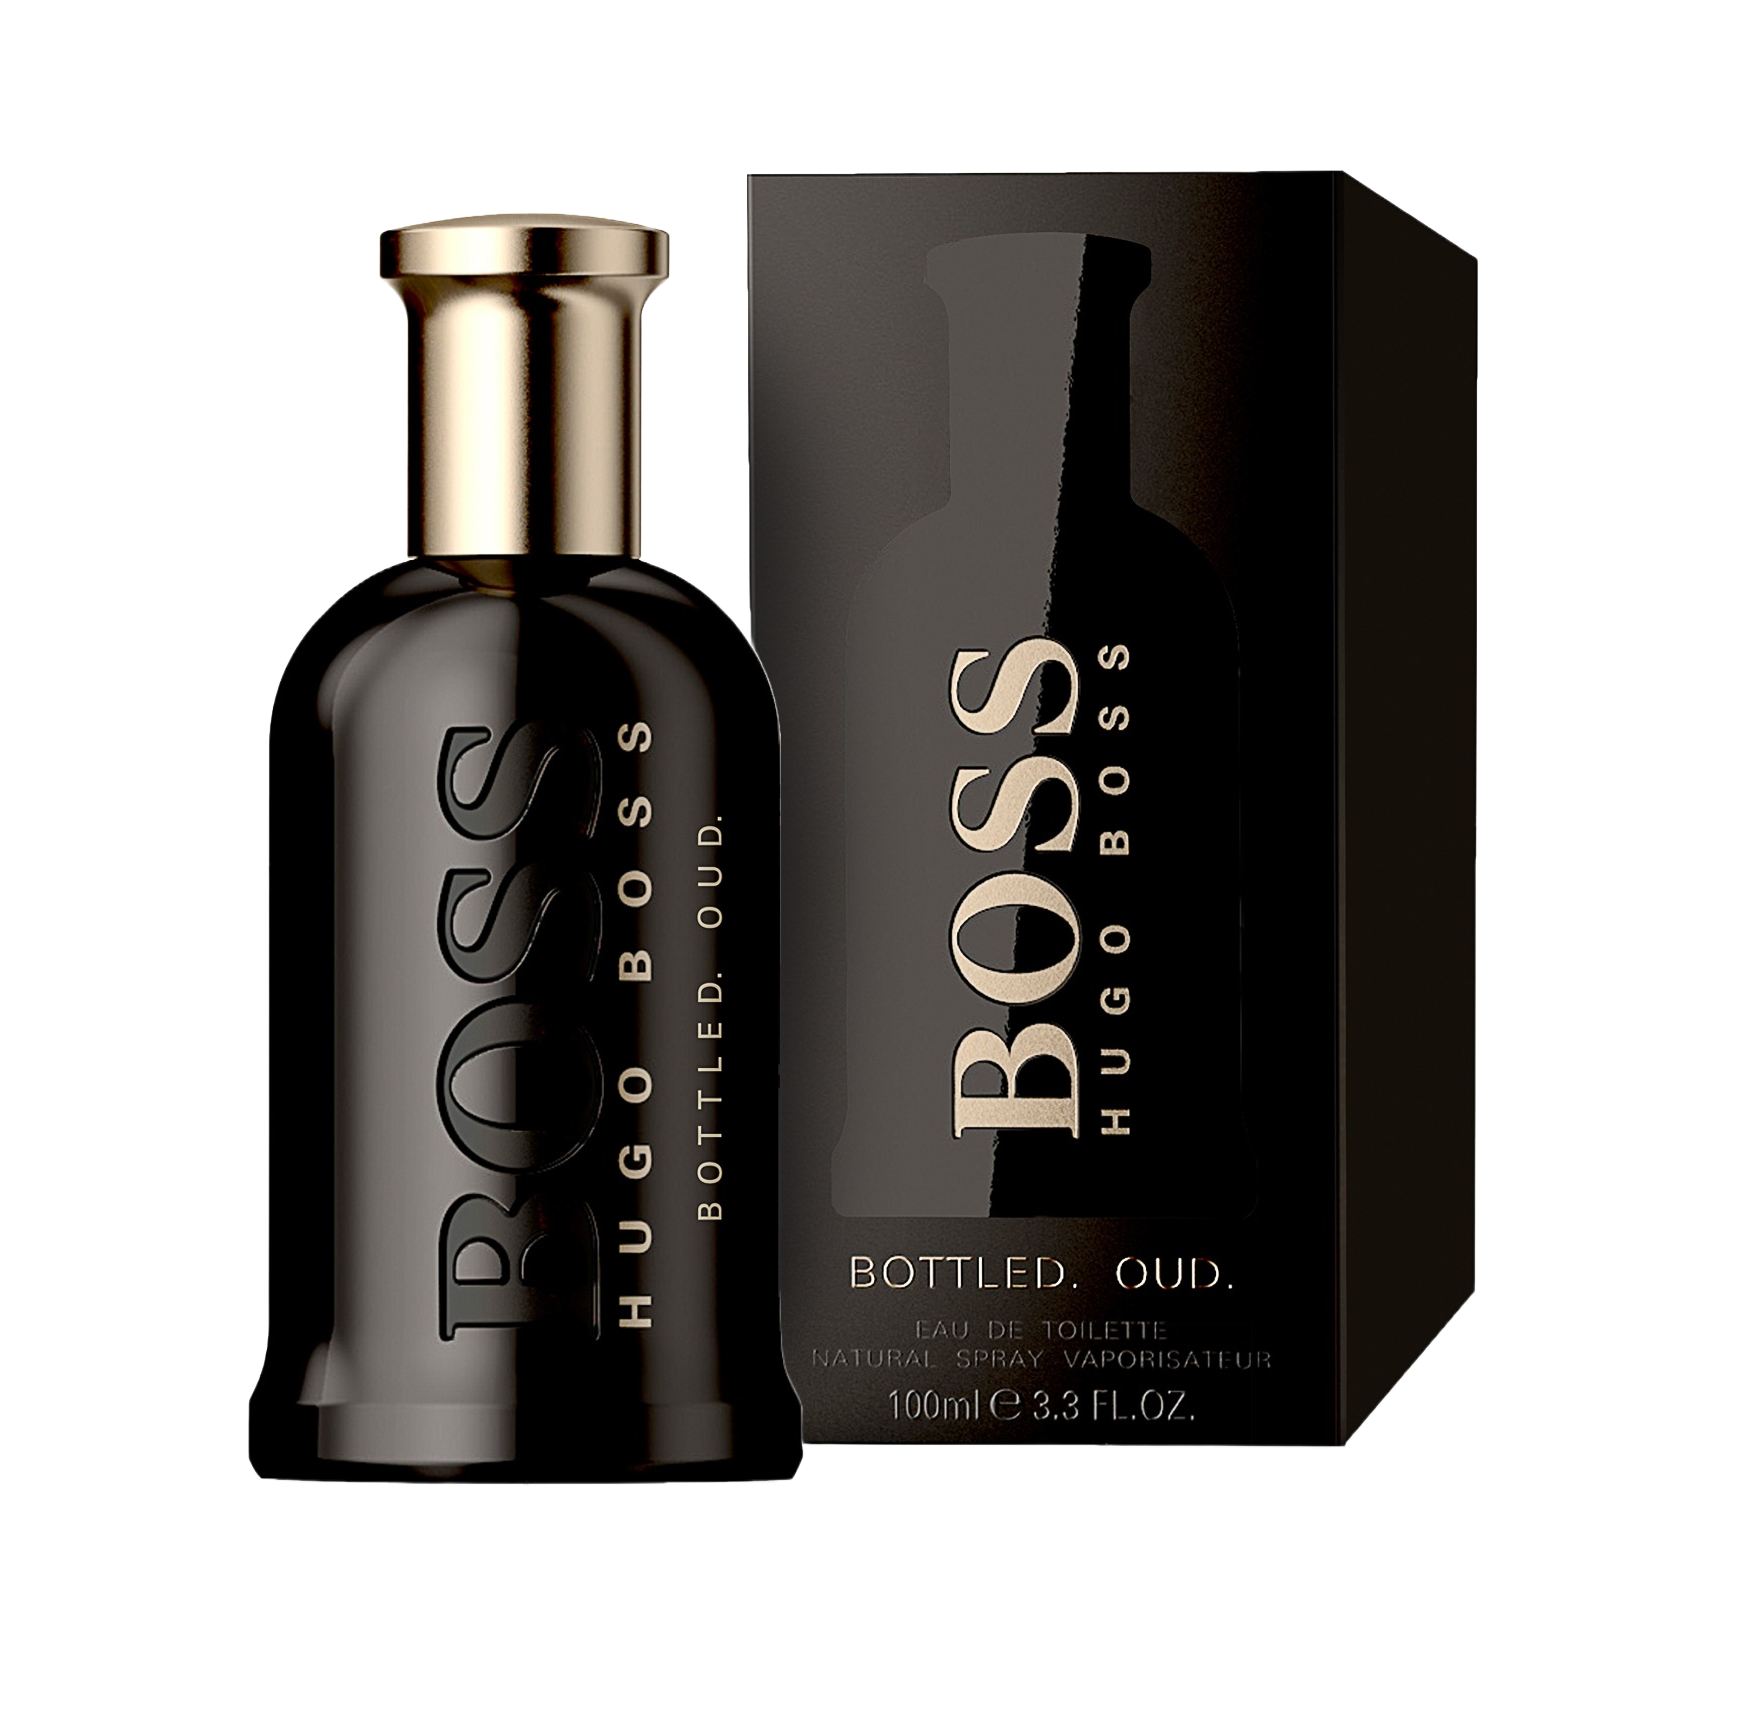 BOSS
HUGO BOSS
BOTTLED. OUD.
BOSS
HUGO BOSS
BOTTLED. OUD.
EAU DE TOILETTE
NATURAL SPRAY VAPORISATEUR
100ml ℮ 3.3 FL.OZ.